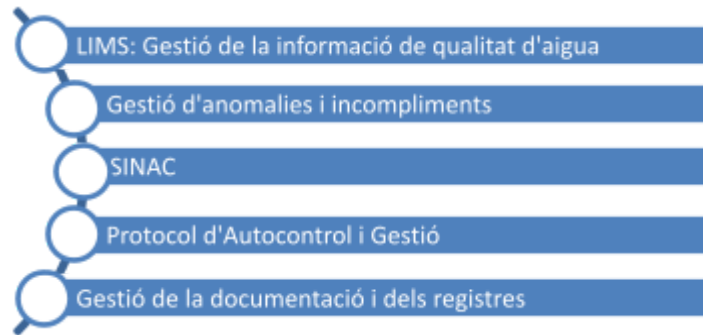 LIMS: Gestió de la informació de qualitat d'aigua
Gestió d'anomalies i incompliments
SINAC
Protocol d'Autocontrol i Gestió
Gestió de la documentació i dels registres